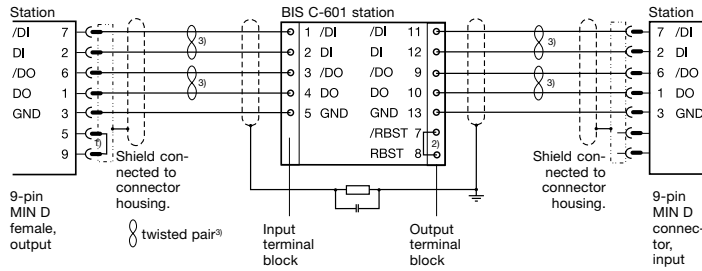 Station
BIS C-601 station
Station
/DI 7
1 /DI
/DI 11
7 /DI
DI 2
2 DI
DI 12
2 DI
/DO 6
3 /DO
/DO 9
6 /DO
DO 1
4 DO
DO 10
1 DO
GND 3
5 GND
GND 13
3 GND
5
/RBST 7
9
RBST 8
3)
3)
3)
3)
1)
2)
Shield con-
nected to
connector
housing.
Shield con-
nected to
connector
housing.
9-pin
MIN D
female,
output
twisted pair3)
Input
terminal
block
Output
terminal
block
9-pin
MIN D
connec-
tor,
input